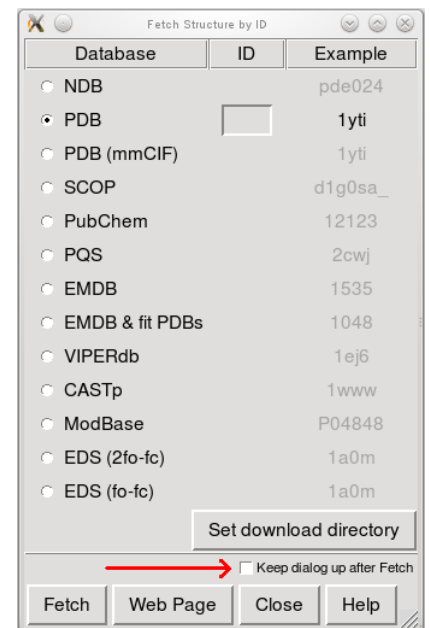 Fetch Structure by ID
Database ID Example
NDB pde024
PDB 1yti
PDB (mmCIF) 1yti
SCOP d1g0sa_
PubChem 12123
PQS 2cwj
EMDB 1535
EMDB & fit PDBs 1048
VIPERdb 1ej6
CASTp 1www
ModBase P04848
EDS (2fo-fc) 1a0m
EDS (fo-fc) 1a0m
Set download directory
Keep dialog up after Fetch
Fetch Web Page Close Help